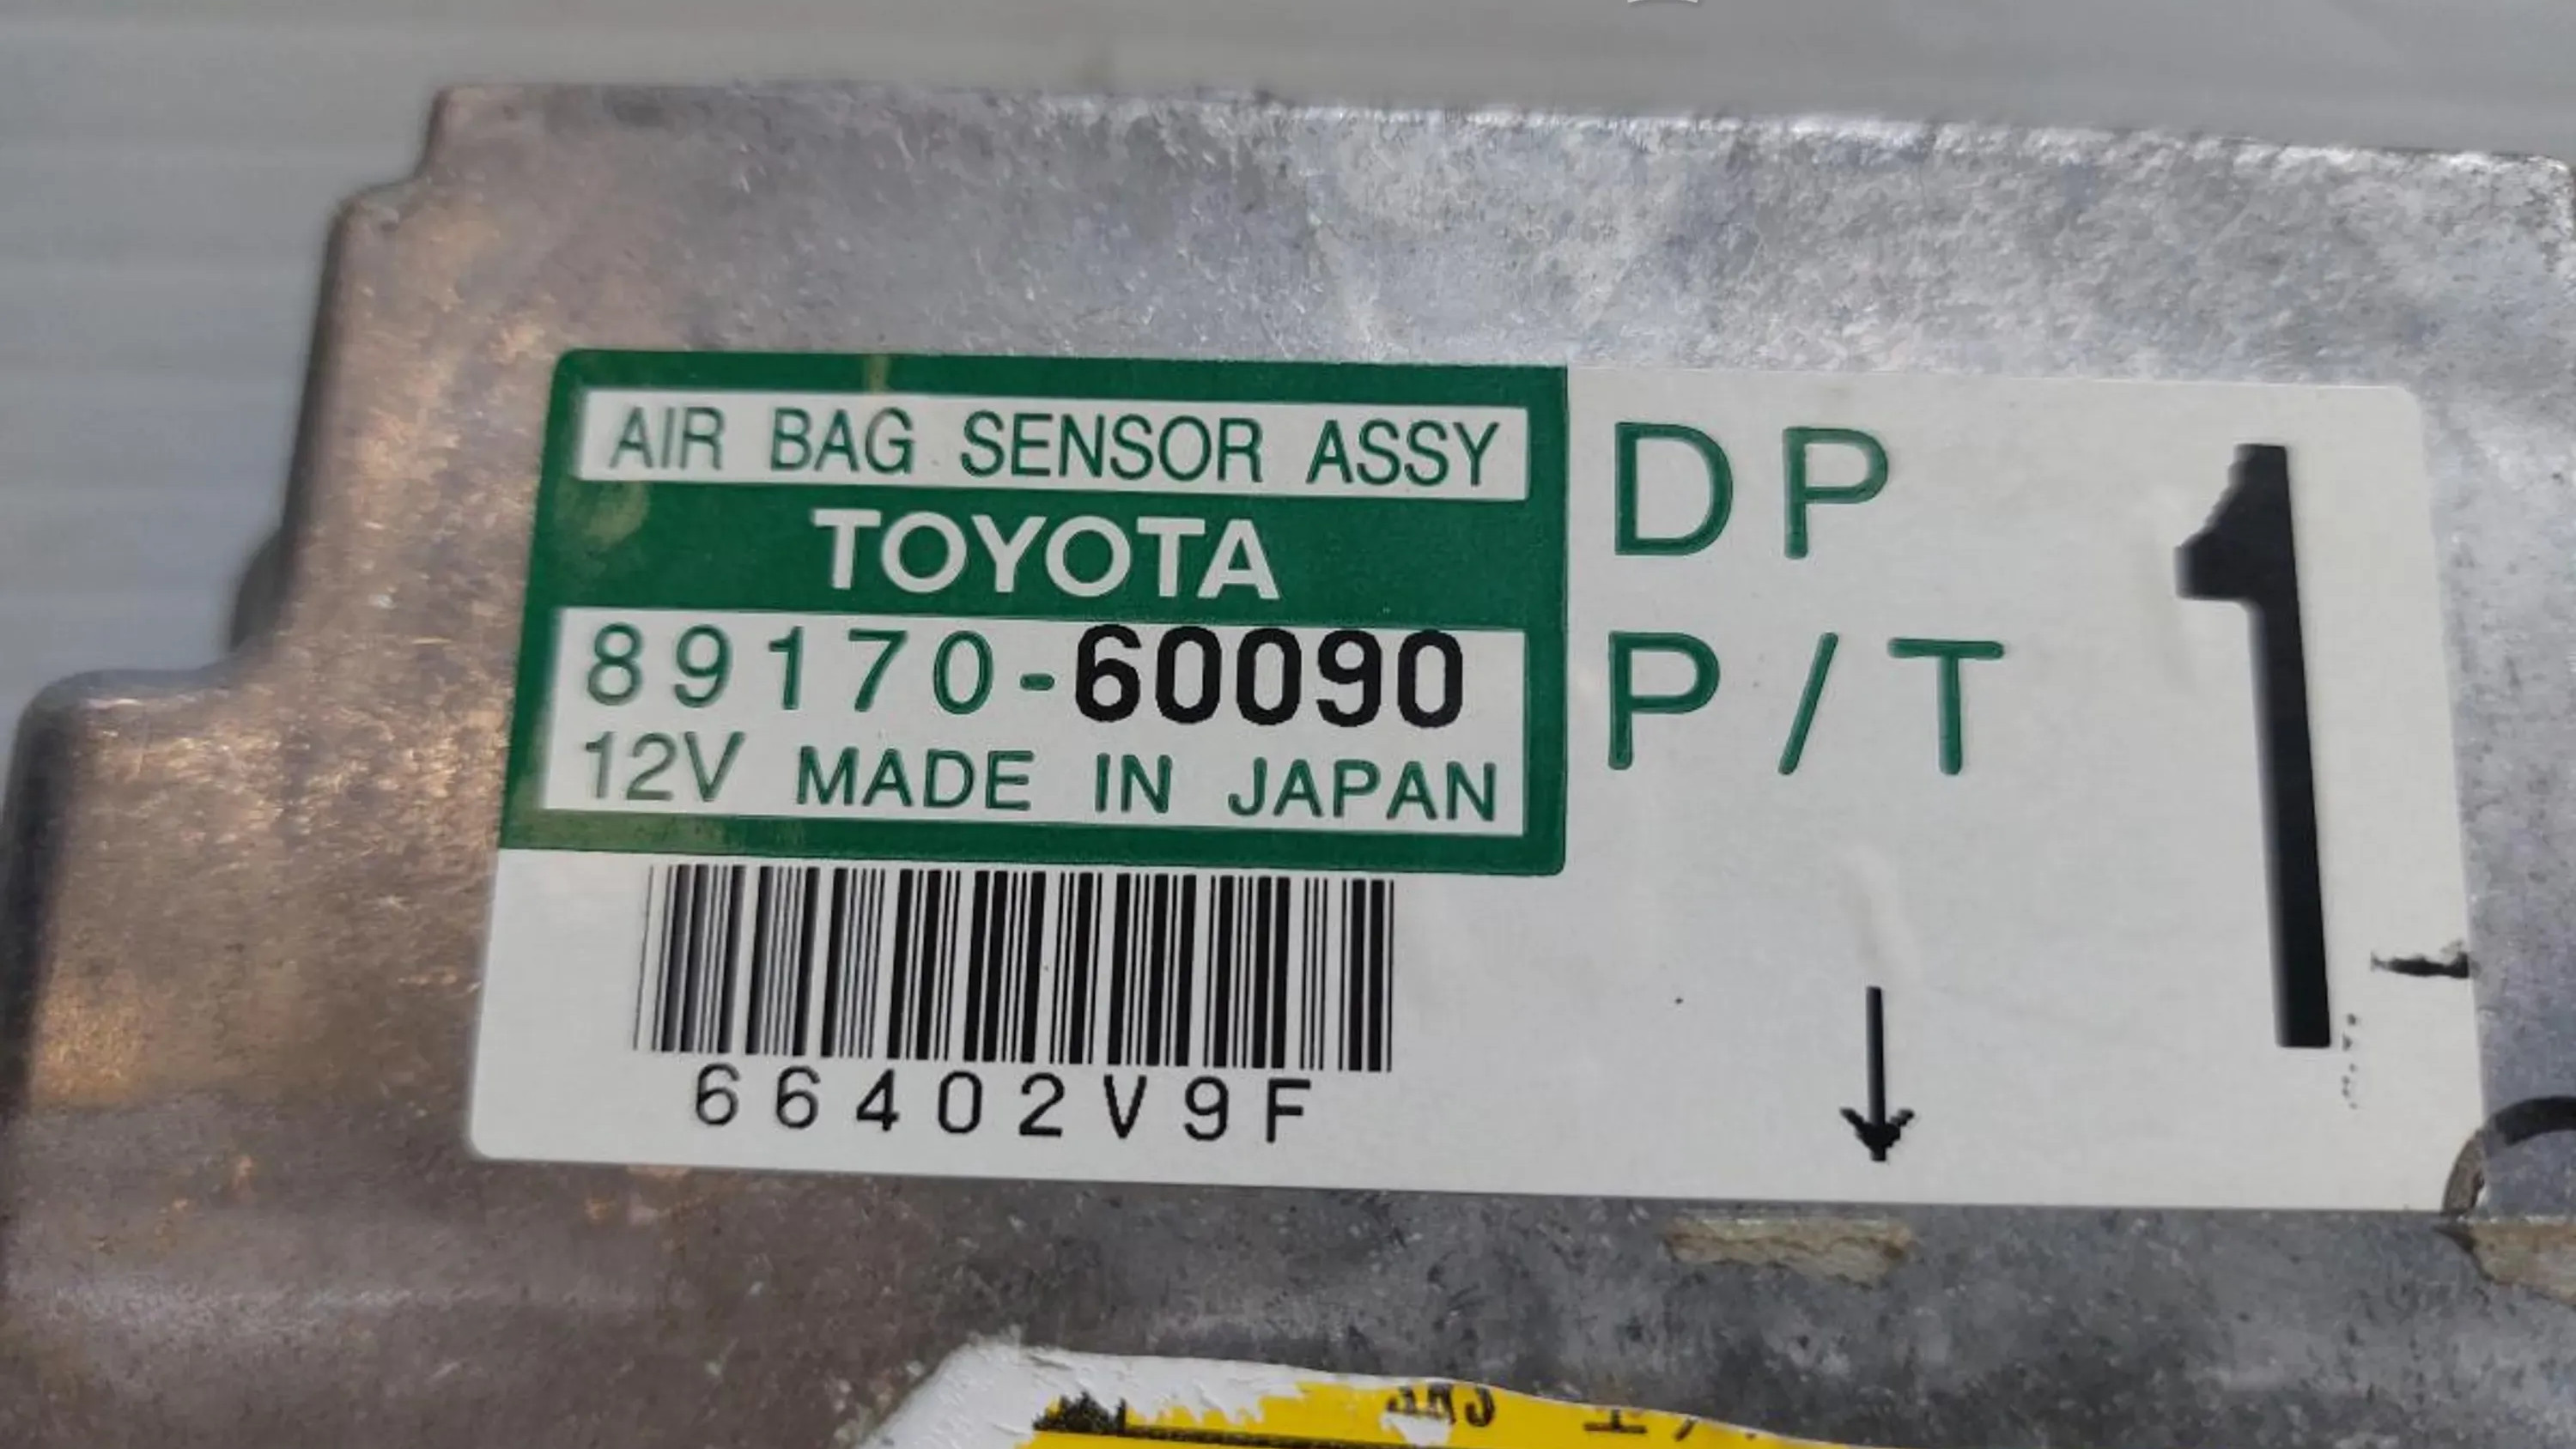 AIR BAG SENSOR ASSY
TOYOTA
89170-60090
12V MADE IN JAPAN
DP
P/T
1
66402V9F